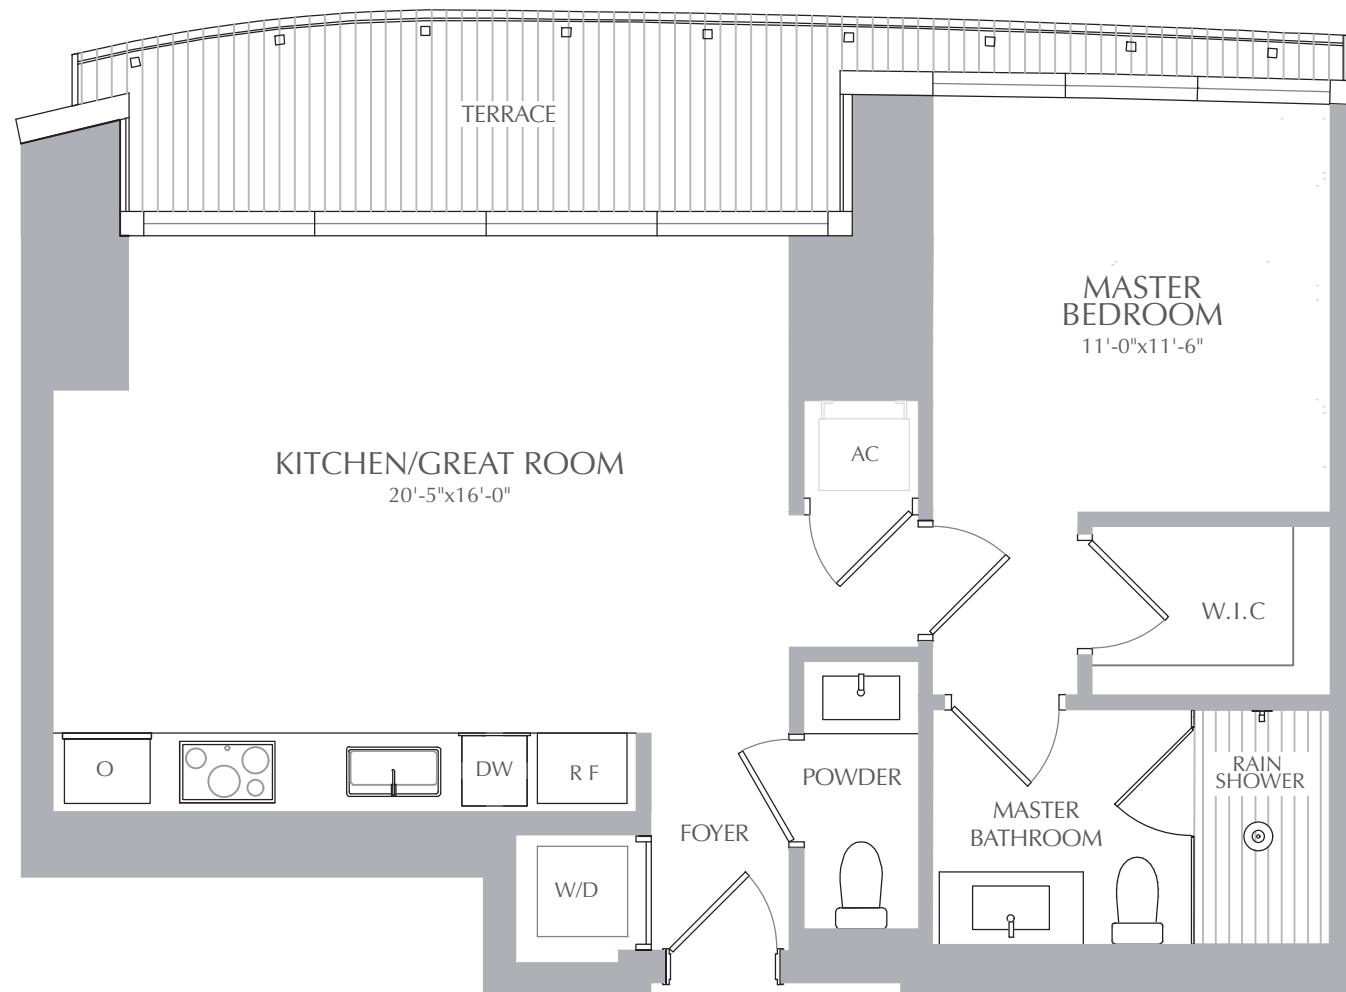 TERRACE
MASTER
BEDROOM
11'-0"x11'-6"
KITCHEN/GREAT ROOM
20'-5"x16'-0"
AC
W.I.C
O
DW
R F
POWDER
RAIN
SHOWER
FOYER
MASTER
BATHROOM
W/D